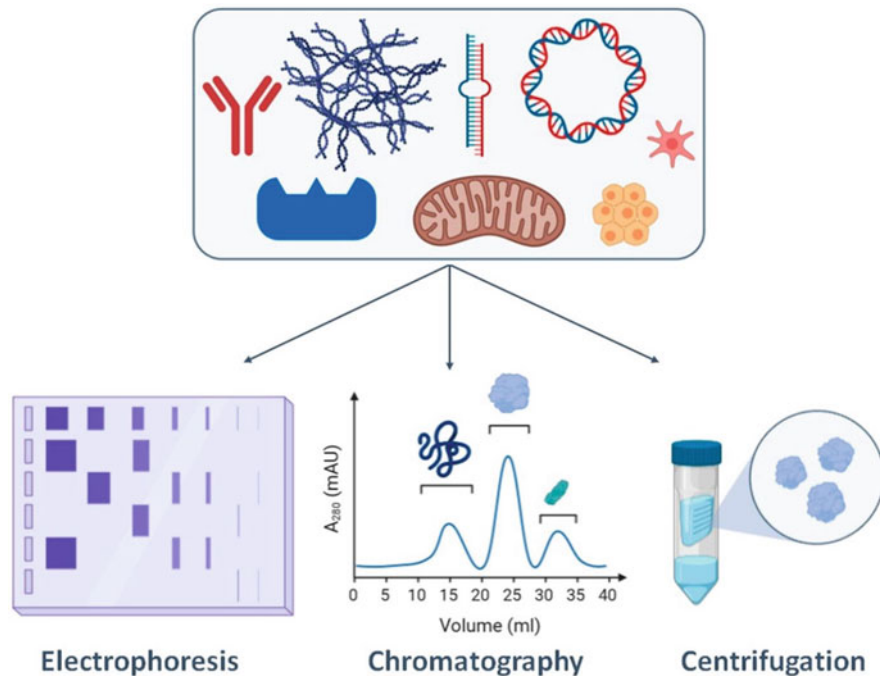 A280 (mAU)
0 5 10 15 20 25 30 35 40
Volume (ml)
Electrophoresis Chromatography Centrifugation